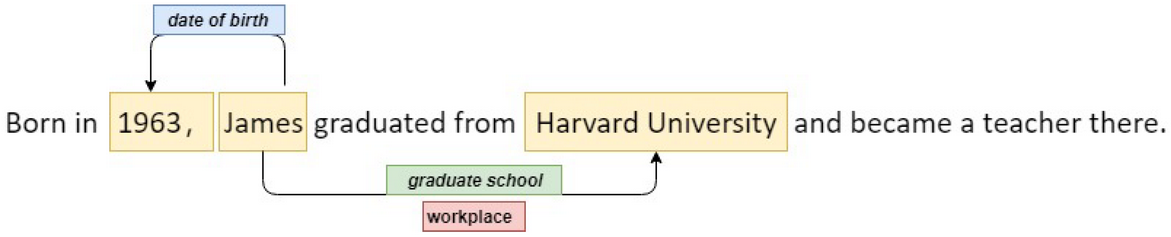 date of birth
Born in 1963, James graduated from Harvard University and became a teacher there.
graduate school
workplace